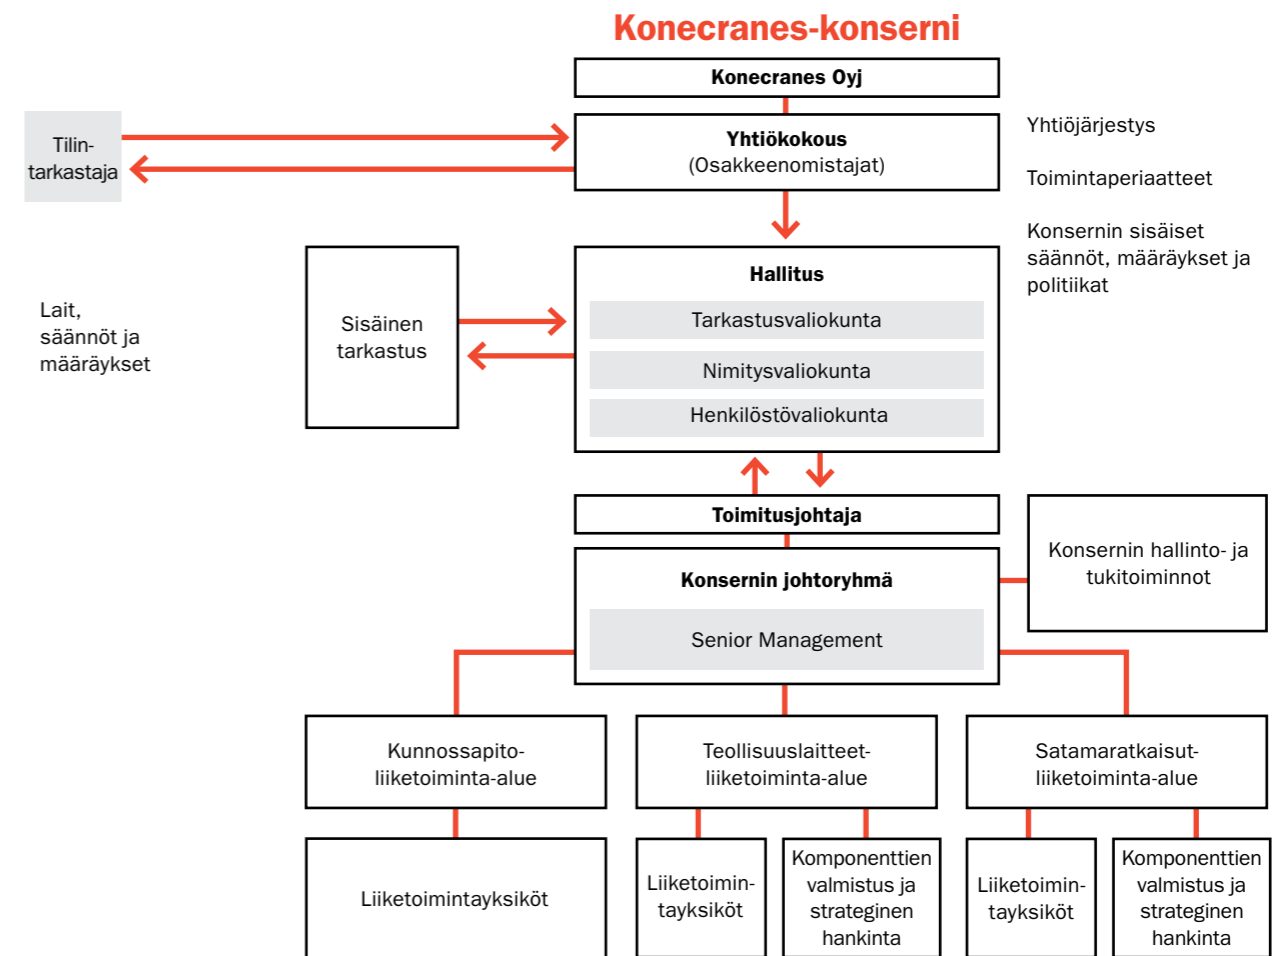 Konecranes-konserni
Konecranes Oyj
Tilin-
tarkastaja
Yhtiökokous
(Osakkeenomistajat)
Yhtiöjärjestys
Toimintaperiaatteet
Konsernin sisäiset
säännöt, määräykset ja
politiikat
Lait,
säännöt ja
määräykset
Sisäinen
tarkastus
Hallitus
Tarkastusvaliokunta
Nimitysvaliokunta
Henkilöstövaliokunta
Toimitusjohtaja
Konsernin johtoryhmä
Senior Management
Konsernin hallinto- ja
tukitoiminnot
Kunnossapito-
liiketoiminta-alue
Teollisuuslaitteet-
liiketoiminta-alue
Satamaratkaisut-
liiketoiminta-alue
Liiketoimintayksiköt
Liiketoimin-
tayksiköt
Komponenttien
valmistus ja
strateginen
hankinta
Liiketoimin-
tayksiköt
Komponenttien
valmistus ja
strateginen
hankinta